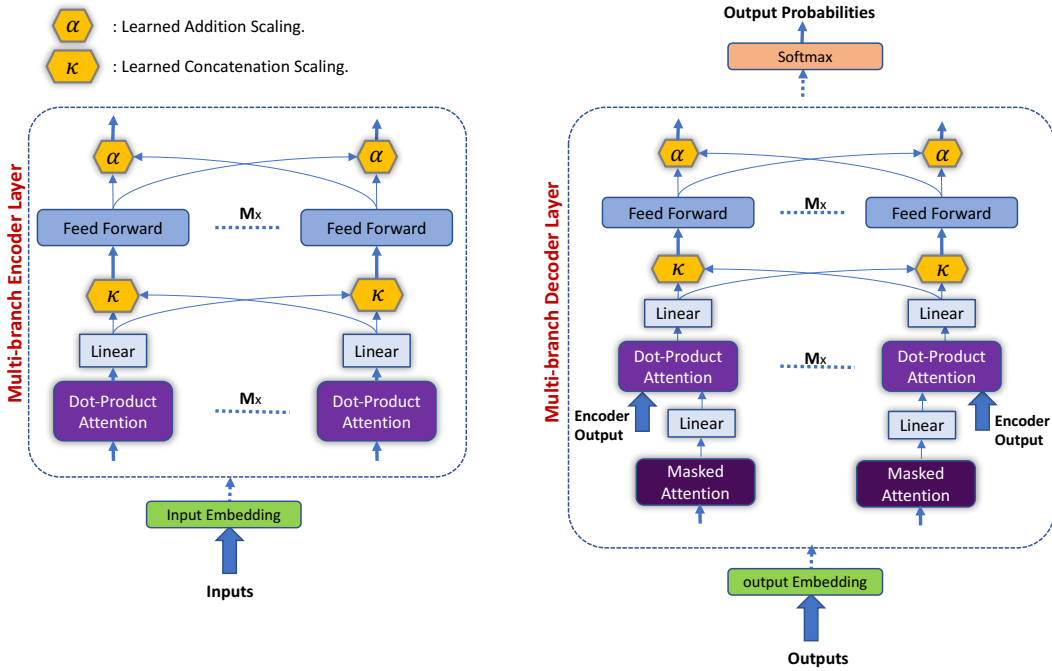 α : Learned Addition Scaling.
κ : Learned Concatenation Scaling.
Multi-branch Encoder Layer
α α
Feed Forward Mx Feed Forward
κ κ
Linear Linear
Dot-Product
Attention
Mx
Dot-Product
Attention
Input Embedding
Inputs
Output Probabilities
Softmax
Multi-branch Decoder Layer
α α
Feed Forward Mx Feed Forward
κ κ
Linear Linear
Dot-Product
Attention
Mx
Dot-Product
Attention
Encoder
Output
Linear Linear
Encoder
Output
Masked
Attention
Masked
Attention
output Embedding
Outputs